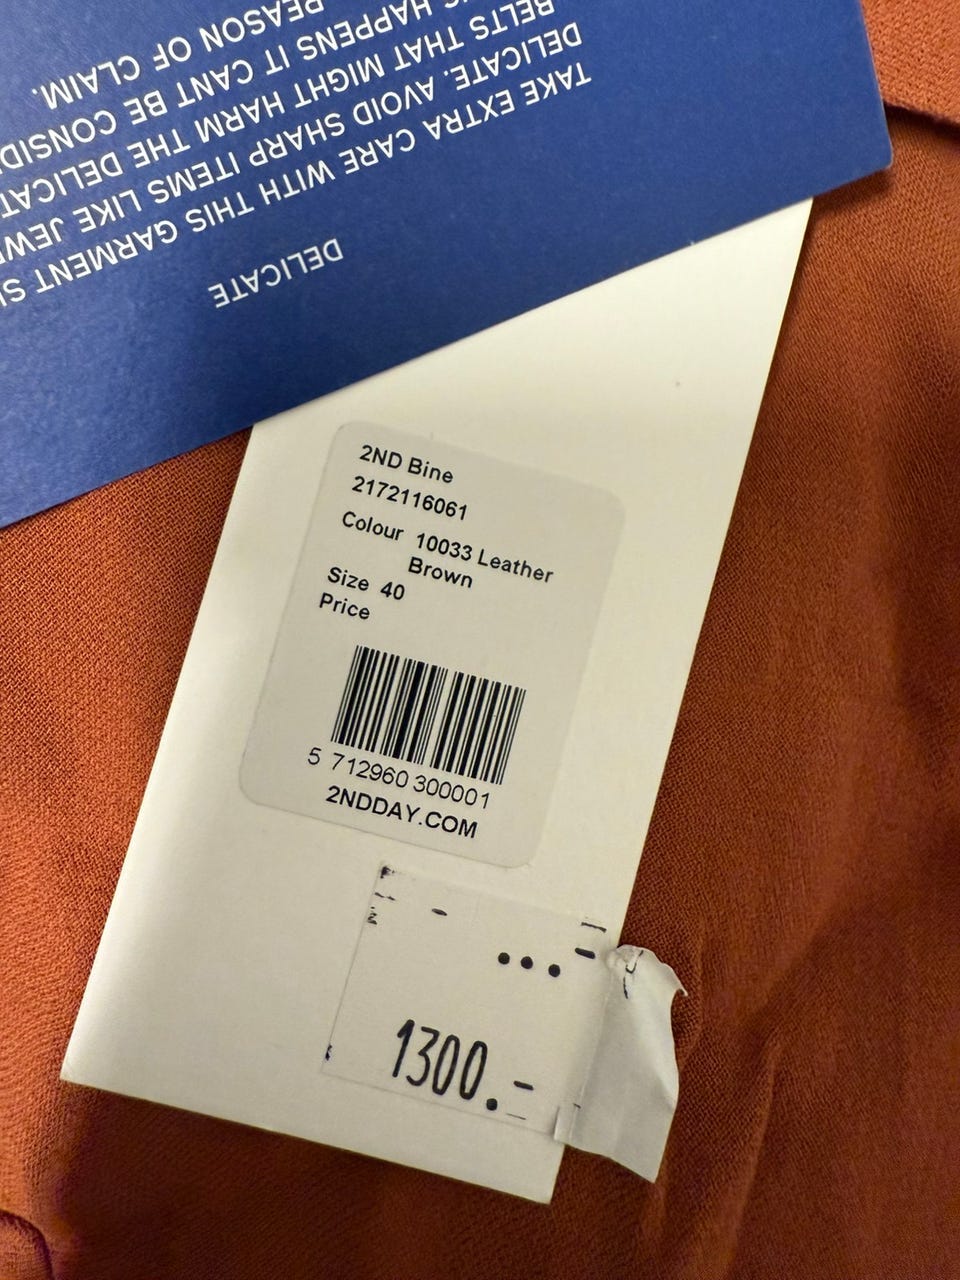 DELICATE
TAKE EXTRA CARE WITH THIS GARMENT
DELICATE. AVOID SHARP ITEMS LIKE
BELTS THAT MIGHT HARM THE
HAPPENS IT CANT BE
REASON OF CLAIM.
2ND Bine
2172116061
Colour 10033 Leather
Brown
Size 40
Price
5 712960 300001
2NDDAY.COM
1300.-